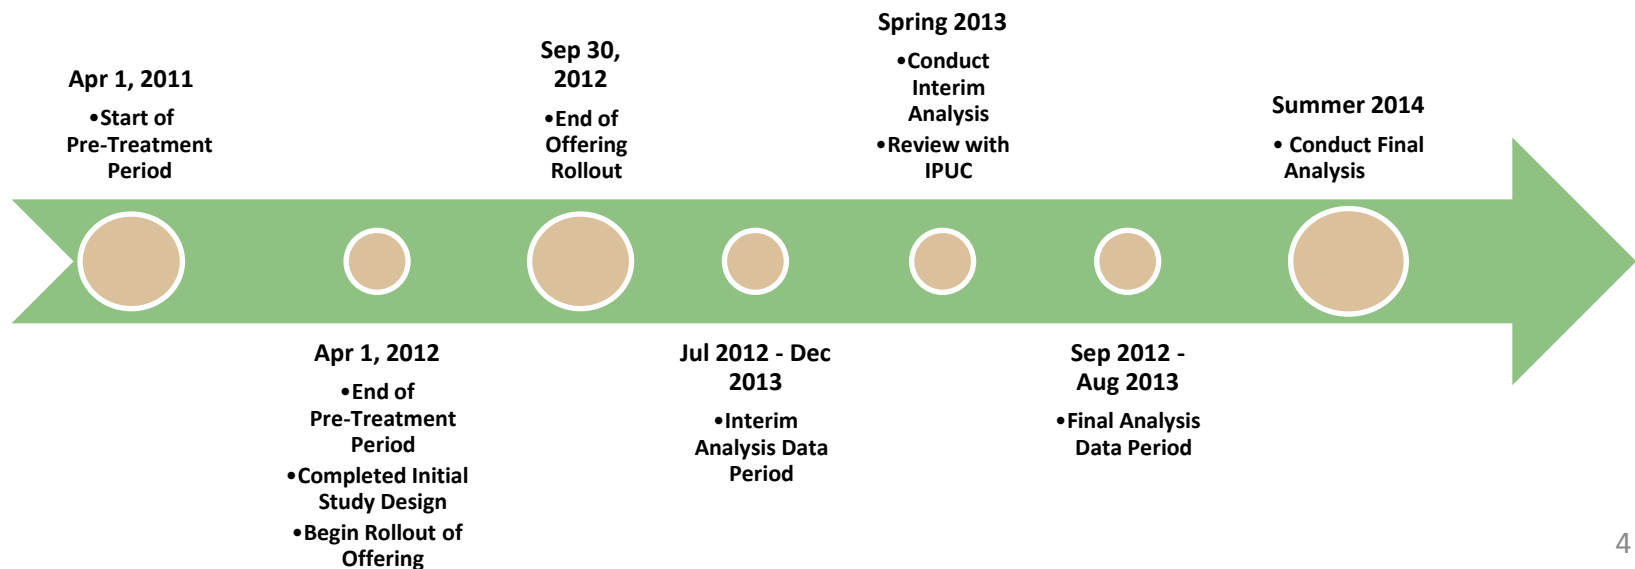 Apr 1, 2011
•Start of
Pre-Treatment
Period
Sep 30,
2012
•End of
Offering
Rollout
Spring 2013
•Conduct
Interim
Analysis
•Review with
IPUC
Summer 2014
• Conduct Final
Analysis
Apr 1, 2012
•End of
Pre-Treatment
Period
•Completed Initial
Study Design
•Begin Rollout of
Offering
Jul 2012 - Dec
2013
•Interim
Analysis Data
Period
Sep 2012 -
Aug 2013
•Final Analysis
Data Period
4